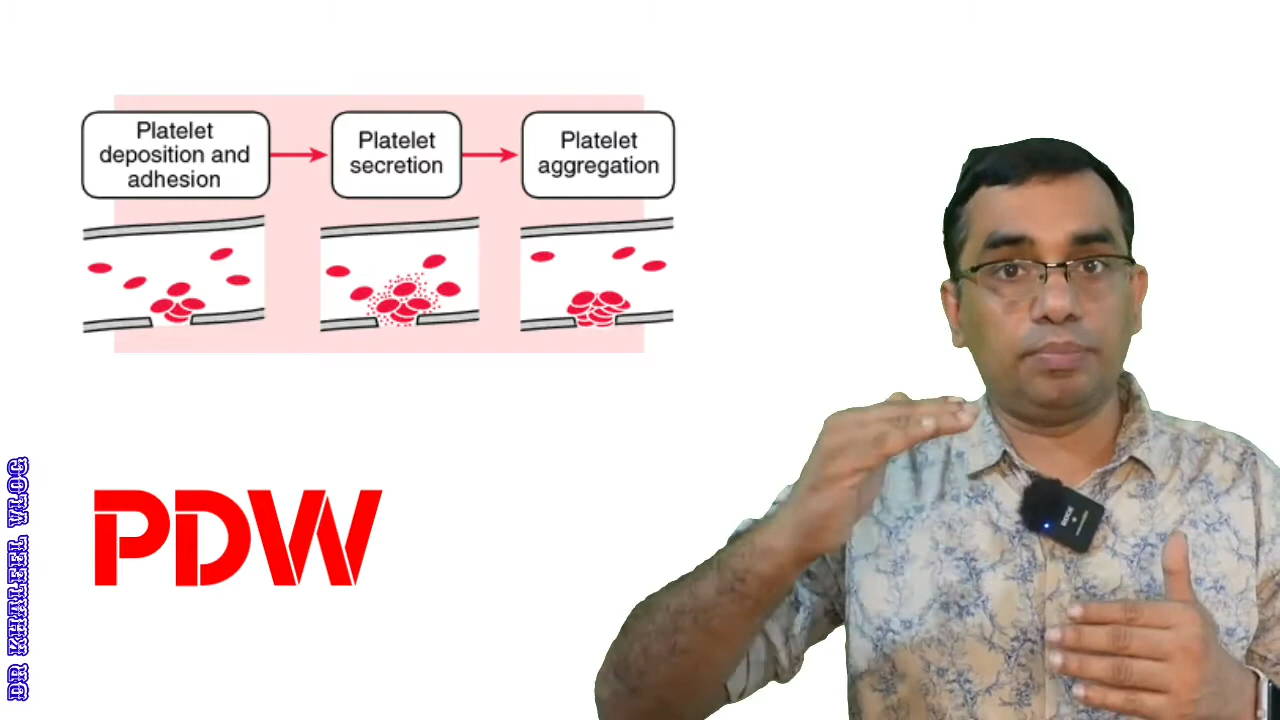 Platelet
deposition and
adhesion
Platelet
secretion
Platelet
aggregation
PDW
DR KHALEEL VLOG